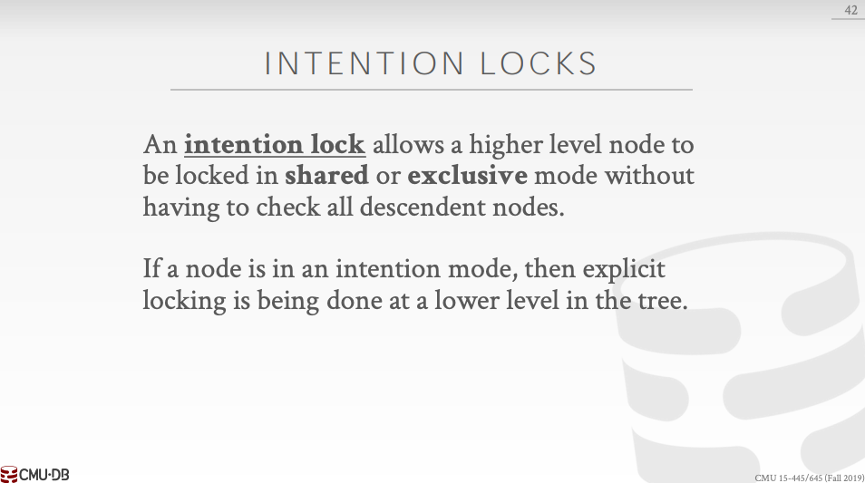 42
INTENTION LOCKS
An intention lock allows a higher level node to
be locked in shared or exclusive mode without
having to check all descendent nodes.
If a node is in an intention mode, then explicit
locking is being done at a lower level in the tree.
CMU·DB
CMU 15-445/645 (Fall 2019)